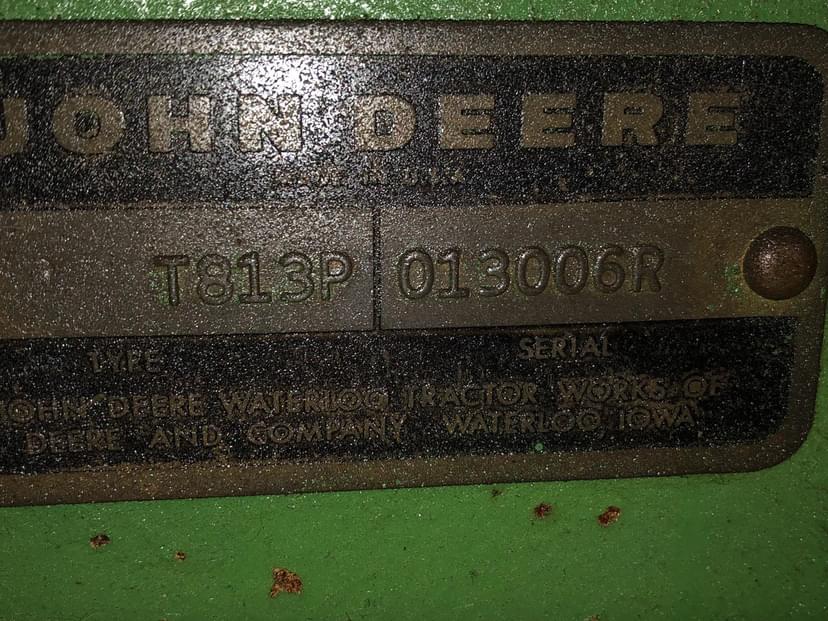 JOHN DEERE
MADE IN U.S.A
T813P 013006R
TYPE SERIAL
JOHN DEERE WATERLOO TRACTOR WORKS OF
DEERE AND COMPANY WATERLOO, IOWA